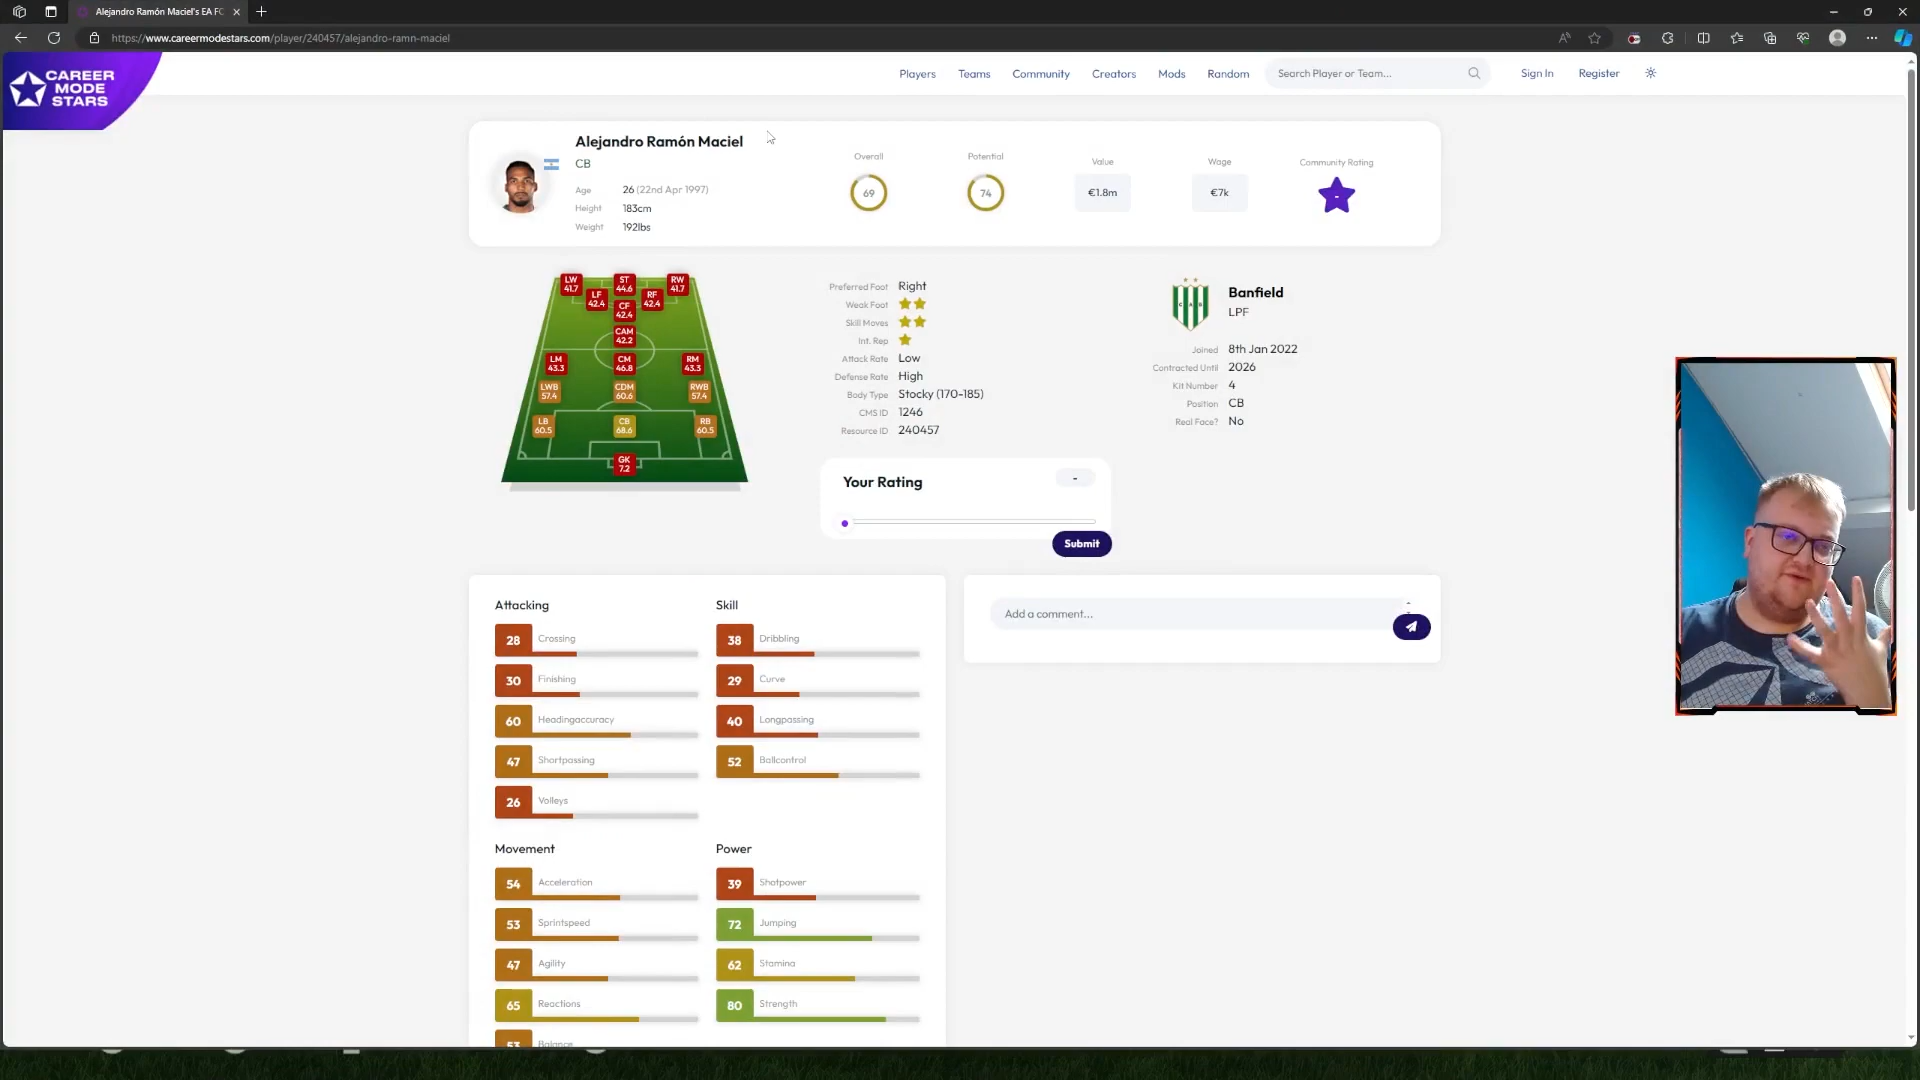 Alejandro Ramón Maciel's EA FC
https://www.careermodestars.com/player/240457/alejandro-ramn-maciel
CAREER
MODE
STARS
Players Teams Community Creators Mods Random Search Player or Team... Sign In Register
Alejandro Ramón Maciel
CB
Age 26 (22nd Apr 1997)
Height 183cm
Weight 192lbs
Overall
69
Potential
74
Value
€1.8m
Wage
€7k
Community Rating
-
LW
41.7
ST
44.6
RW
41.7
LF
42.4
CF
42.4
RF
42.4
CAM
42.2
LM
43.3
CM
46.8
RM
43.3
LWB
57.4
CDM
60.6
RWB
57.4
LB
60.5
CB
68.6
RB
60.5
GK
7.2
Preferred Foot Right
Weak Foot
Skill Moves
Int. Rep
Attack Rate Low
Defense Rate High
Body Type Stocky (170-185)
CMS ID 1246
Resource ID 240457
CAB
Banfield
LPF
Joined 8th Jan 2022
Contracted Until 2026
Kit Number 4
Position CB
Real Face? No
Your Rating -
Submit
Attacking
28 Crossing
30 Finishing
60 Headingaccuracy
47 Shortpassing
26 Volleys
Skill
38 Dribbling
29 Curve
40 Longpassing
52 Ballcontrol
Add a comment...
Movement
54 Acceleration
53 Sprintspeed
47 Agility
65 Reactions
53 Balance
Power
39 Shotpower
72 Jumping
62 Stamina
80 Strength